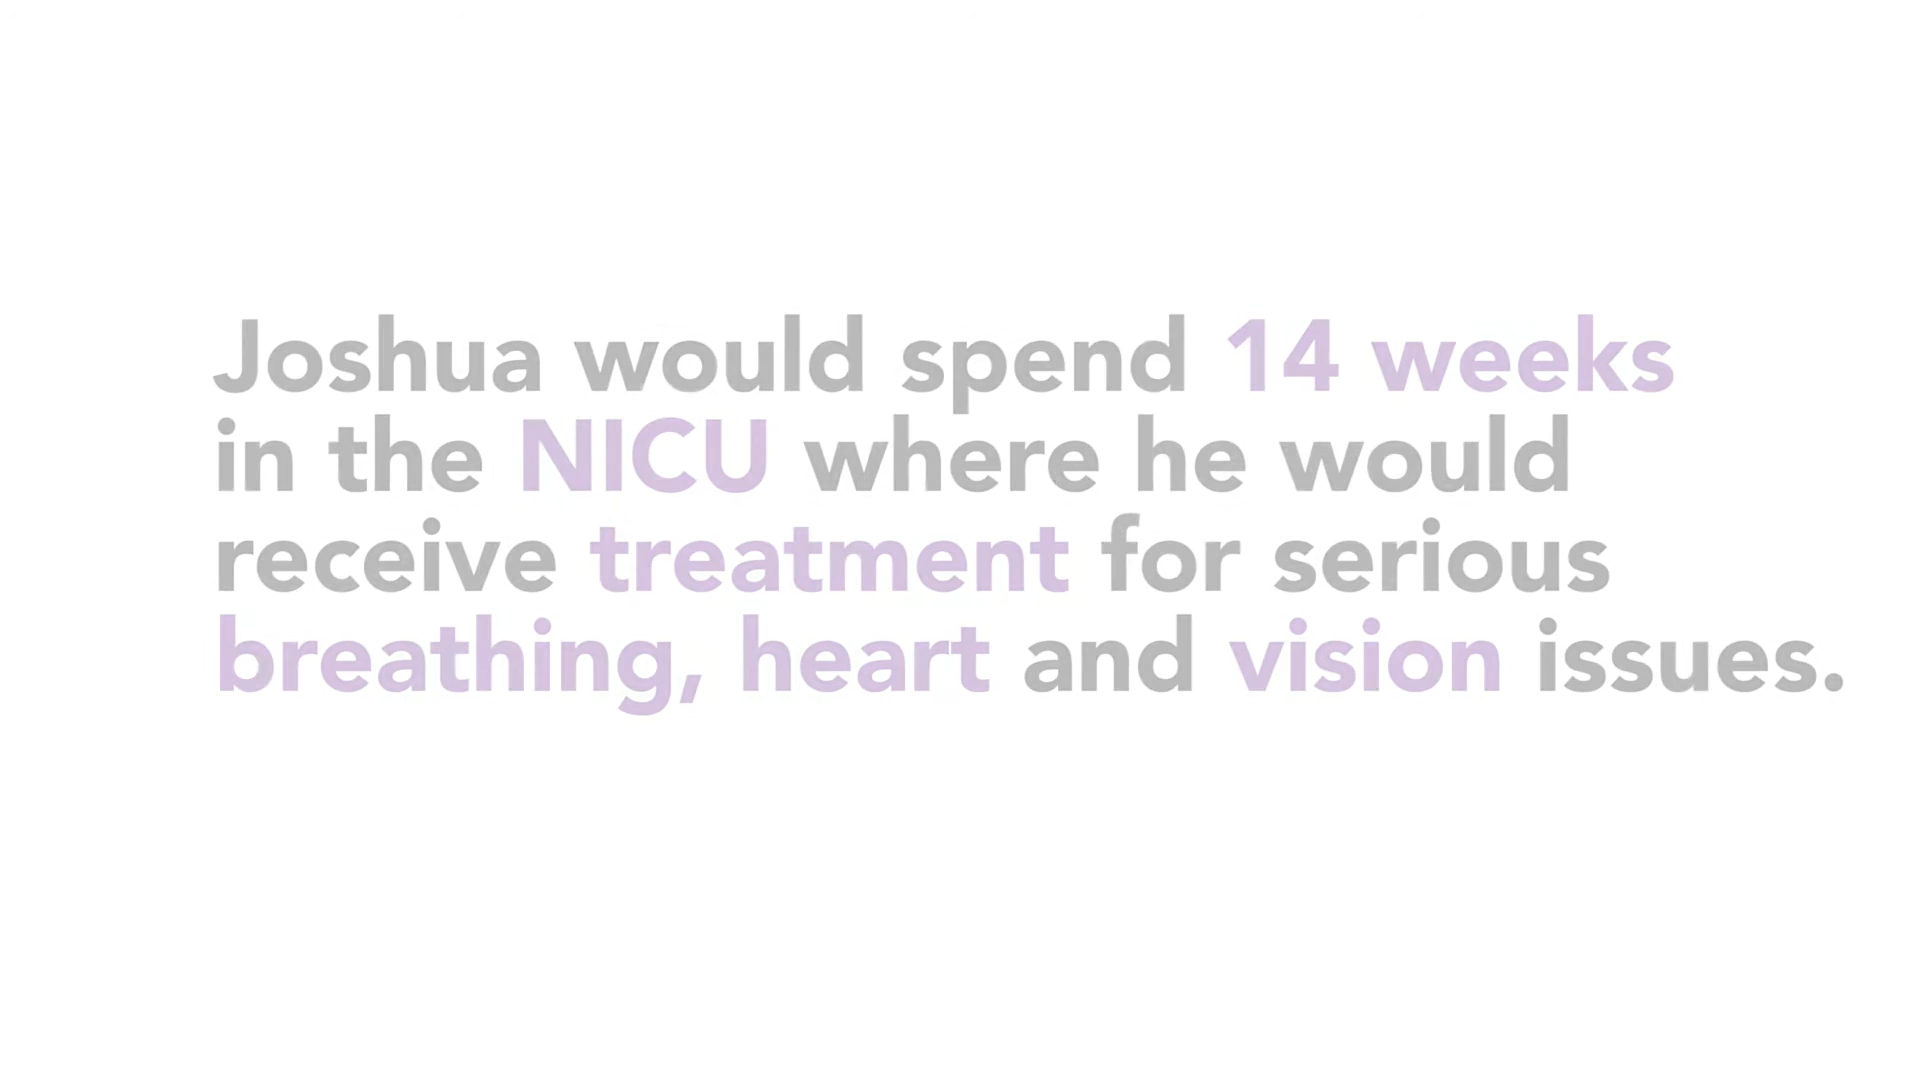 Joshua would spend 14 weeks
in the NICU where he would
receive treatment for serious
breathing, heart and vision issues.